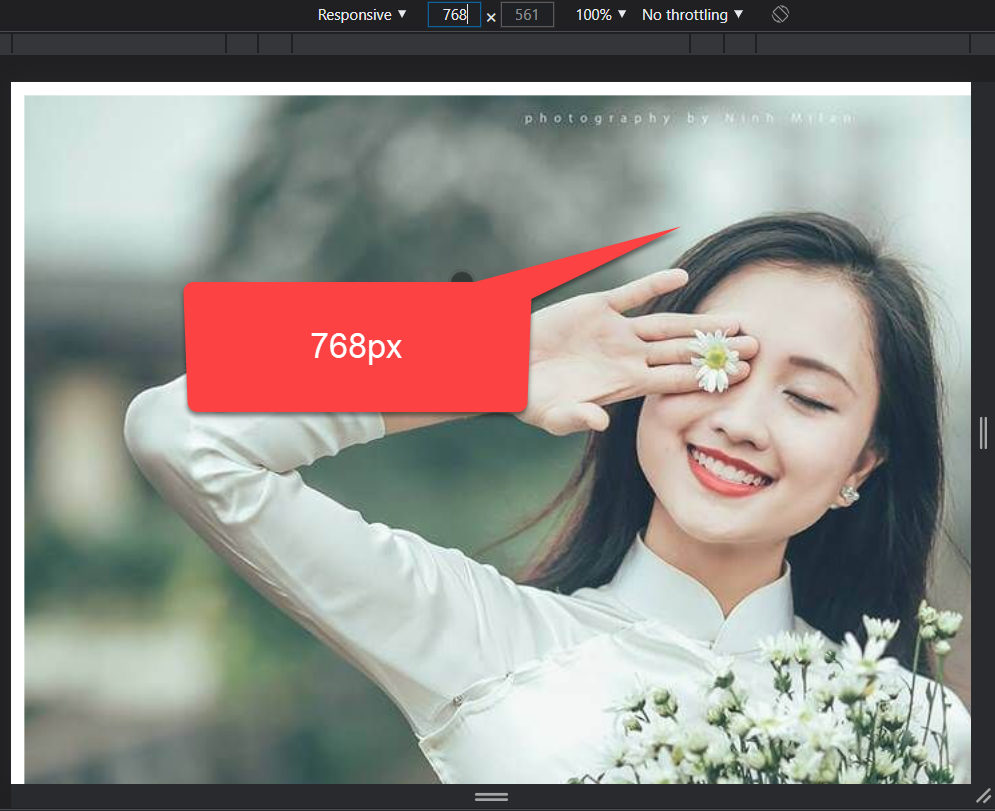 Responsive ▼ 768 × 561 100% ▼ No throttling ▼
photography by Ninh Milan
768px